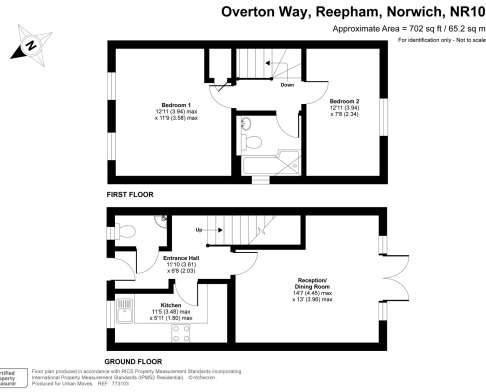 Overton Way, Reepham, Norwich, NR10
Approximate Area = 702 sq ft / 65.2 sq m
For identification only - Not to scale
N
Bedroom 1
12'11 (3.94) max
x 11'9 (3.58) max
Down
Bedroom 2
12'11 (3.94)
x 7'8 (2.34)
FIRST FLOOR
Up
Entrance Hall
11'10 (3.61)
x 6'8 (2.03)
Reception/
Dining Room
14'7 (4.45) max
x 13' (3.96) max
Kitchen
11'5 (3.48) max
x 5'11 (1.80) max
GROUND FLOOR
Floor plan produced in accordance with RICS Property Measurement Standards incorporating
International Property Measurement Standards (IPMS2 Residential). ©nichecom.
Produced for Urban Moves. REF: 773103